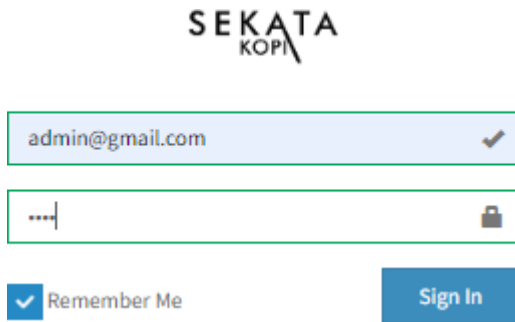 SEKATA
KOPI
admin@gmail.com
••••
Remember Me
Sign In